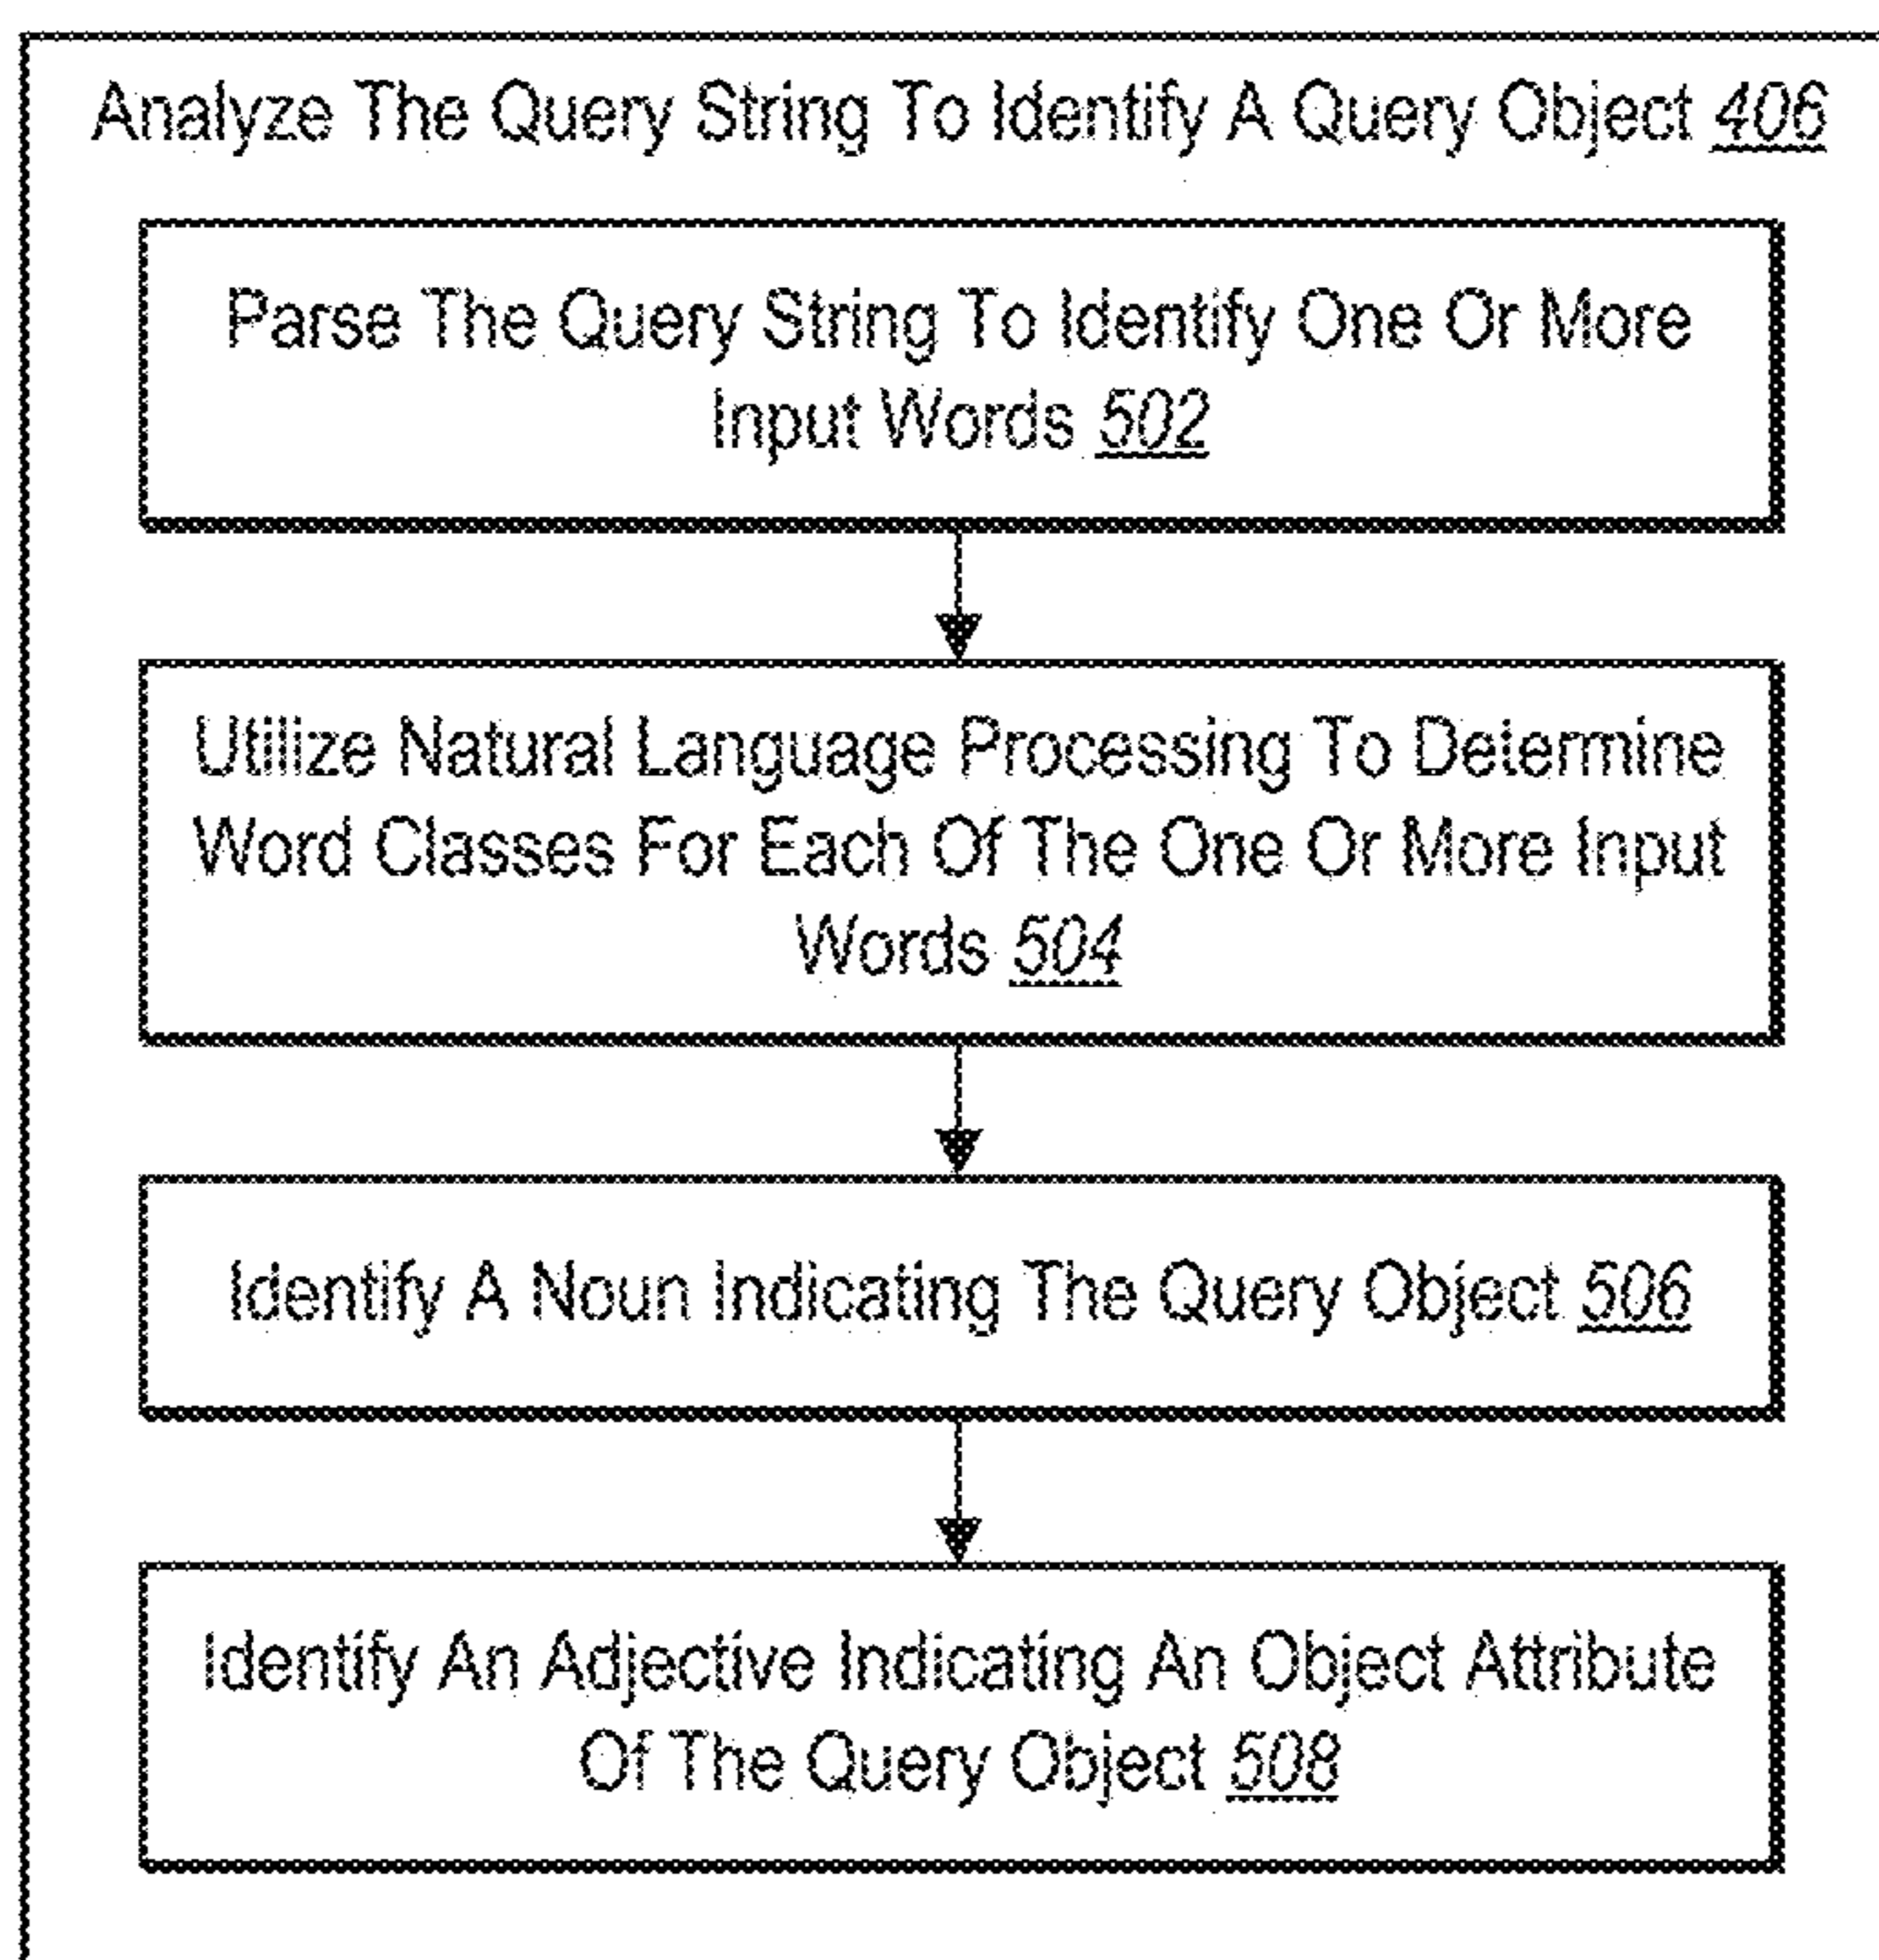 Analyze The Query String To Identify A Query Object 406
Parse The Query String To Identify One Or More
Input Words 502
Utilize Natural Language Processing To Determine
Word Classes For Each Of The One Or More Input
Words 504
Identify A Noun Indicating The Query Object 506
Identify An Adjective Indicating An Object Attribute
Of The Query Object 508